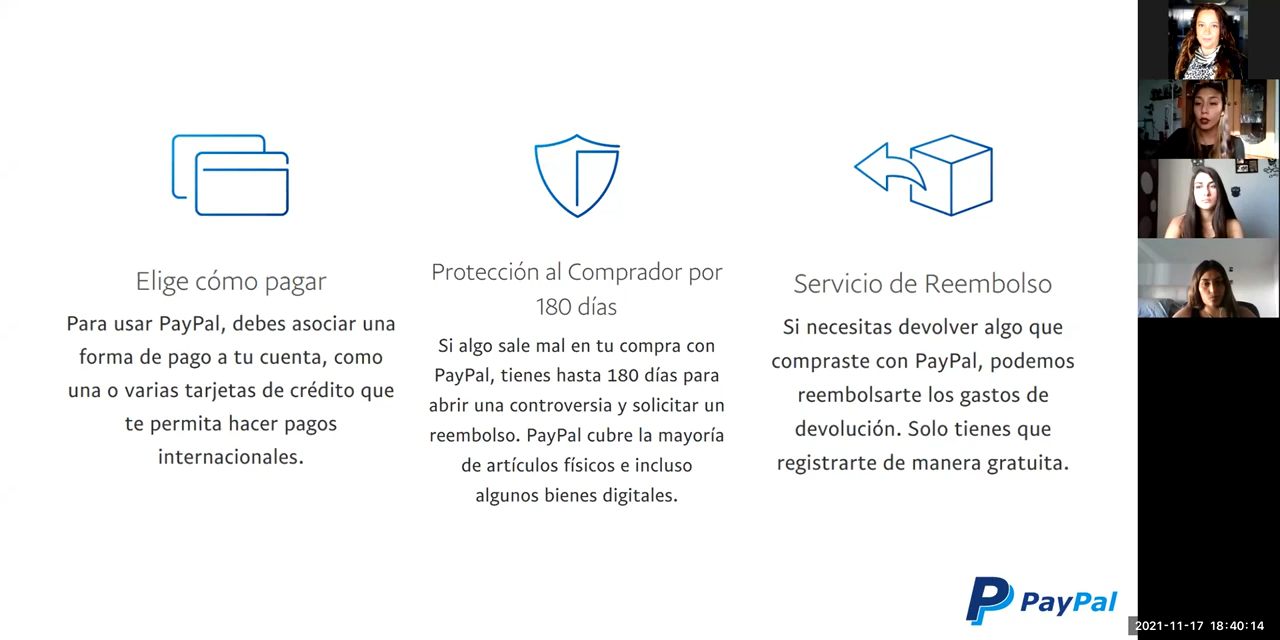 Elige cómo pagar
Para usar PayPal, debes asociar una
forma de pago a tu cuenta, como
una o varias tarjetas de crédito que
te permita hacer pagos
internacionales.
Protección al Comprador por
180 días
Si algo sale mal en tu compra con
PayPal, tienes hasta 180 días para
abrir una controversia y solicitar un
reembolso. PayPal cubre la mayoría
de artículos físicos e incluso
algunos bienes digitales.
Servicio de Reembolso
Si necesitas devolver algo que
compraste con PayPal, podemos
reembolsarte los gastos de
devolución. Solo tienes que
registrarte de manera gratuita.
PayPal
2021-11-17 18:40:14